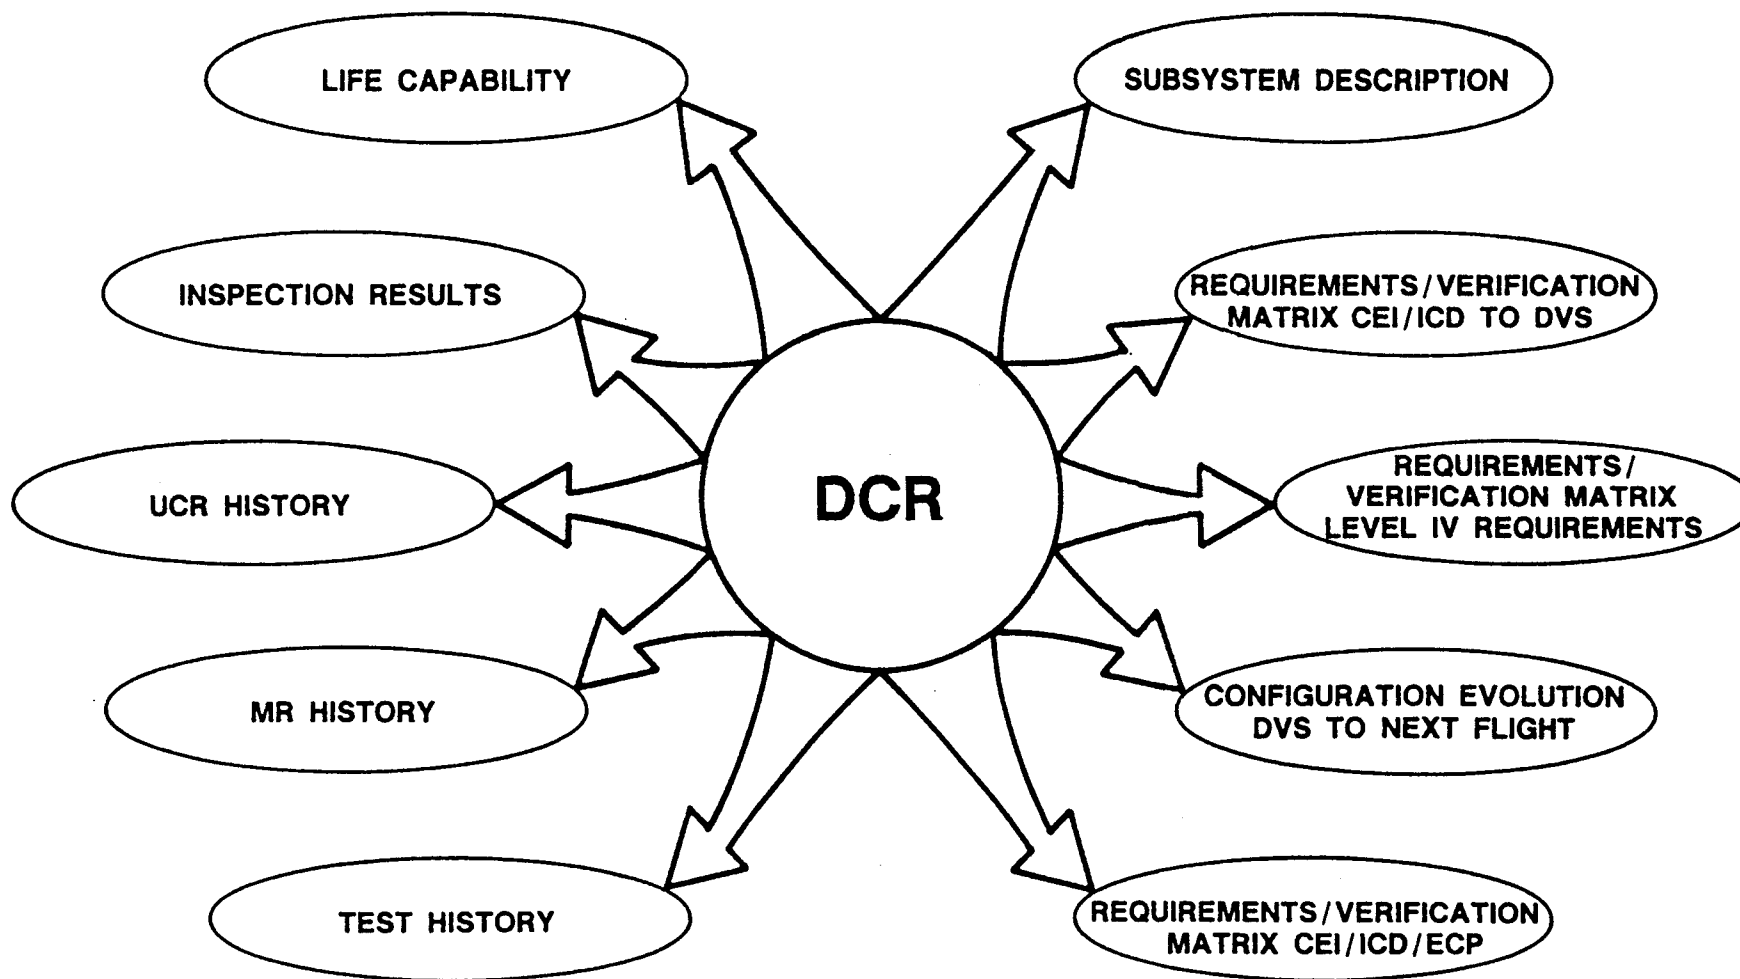 LIFE CAPABILITY
SUBSYSTEM DESCRIPTION
INSPECTION RESULTS
REQUIREMENTS/VERIFICATION
MATRIX CEI/ICD TO DVS
UCR HISTORY
DCR
REQUIREMENTS/
VERIFICATION MATRIX
LEVEL IV REQUIREMENTS
MR HISTORY
CONFIGURATION EVOLUTION
DVS TO NEXT FLIGHT
TEST HISTORY
REQUIREMENTS/VERIFICATION
MATRIX CEI/ICD/ECP